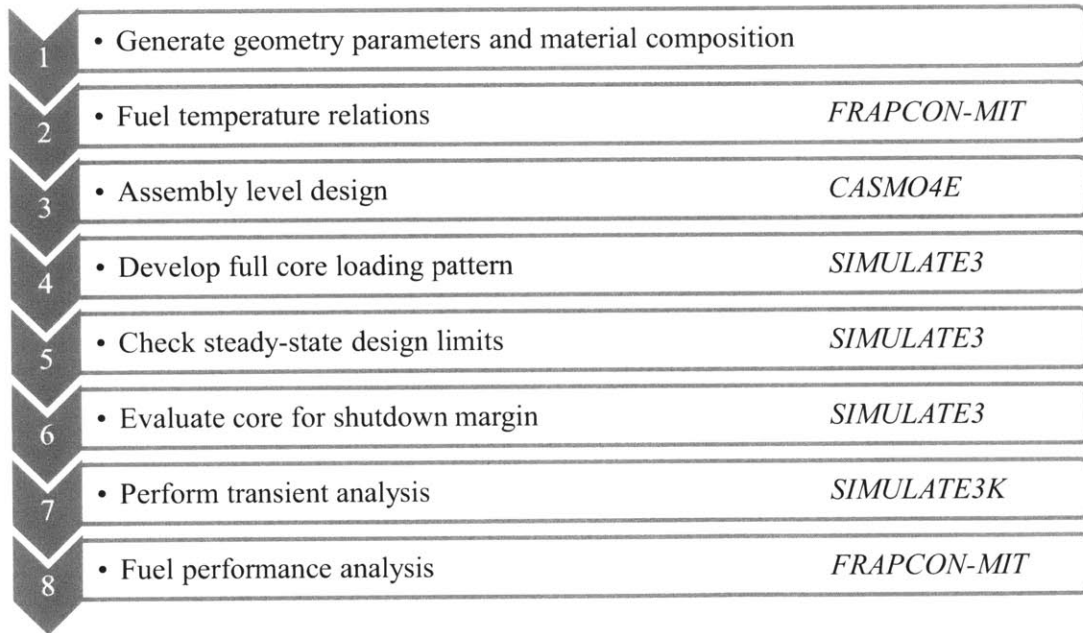 1 • Generate geometry parameters and material composition
2 • Fuel temperature relations FRAPCON-MIT
3 • Assembly level design CASMO4E
4 • Develop full core loading pattern SIMULATE3
5 • Check steady-state design limits SIMULATE3
6 • Evaluate core for shutdown margin SIMULATE3
7 • Perform transient analysis SIMULATE3K
8 • Fuel performance analysis FRAPCON-MIT